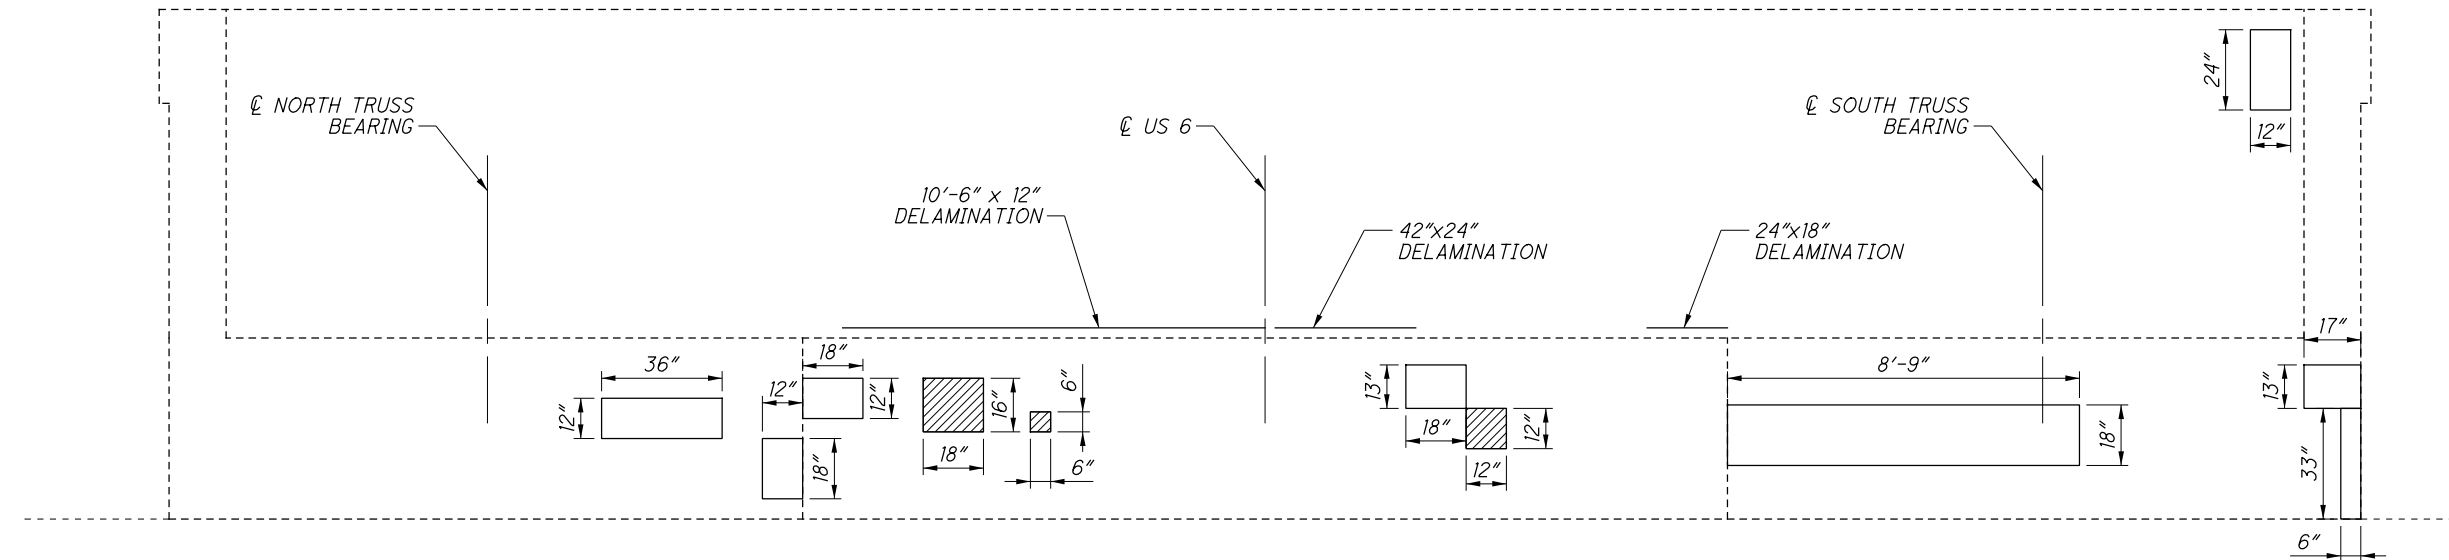 24"
12"
℄ NORTH TRUSS
BEARING
℄ US 6
℄ SOUTH TRUSS
BEARING
10'-6" x 12"
DELAMINATION
42"x24"
DELAMINATION
24"x18"
DELAMINATION
17"
36"
12"
18"
12"
12"
18"
16"
18"
6"
6"
13"
18"
12"
12"
8'-9"
18"
13"
33"
6"